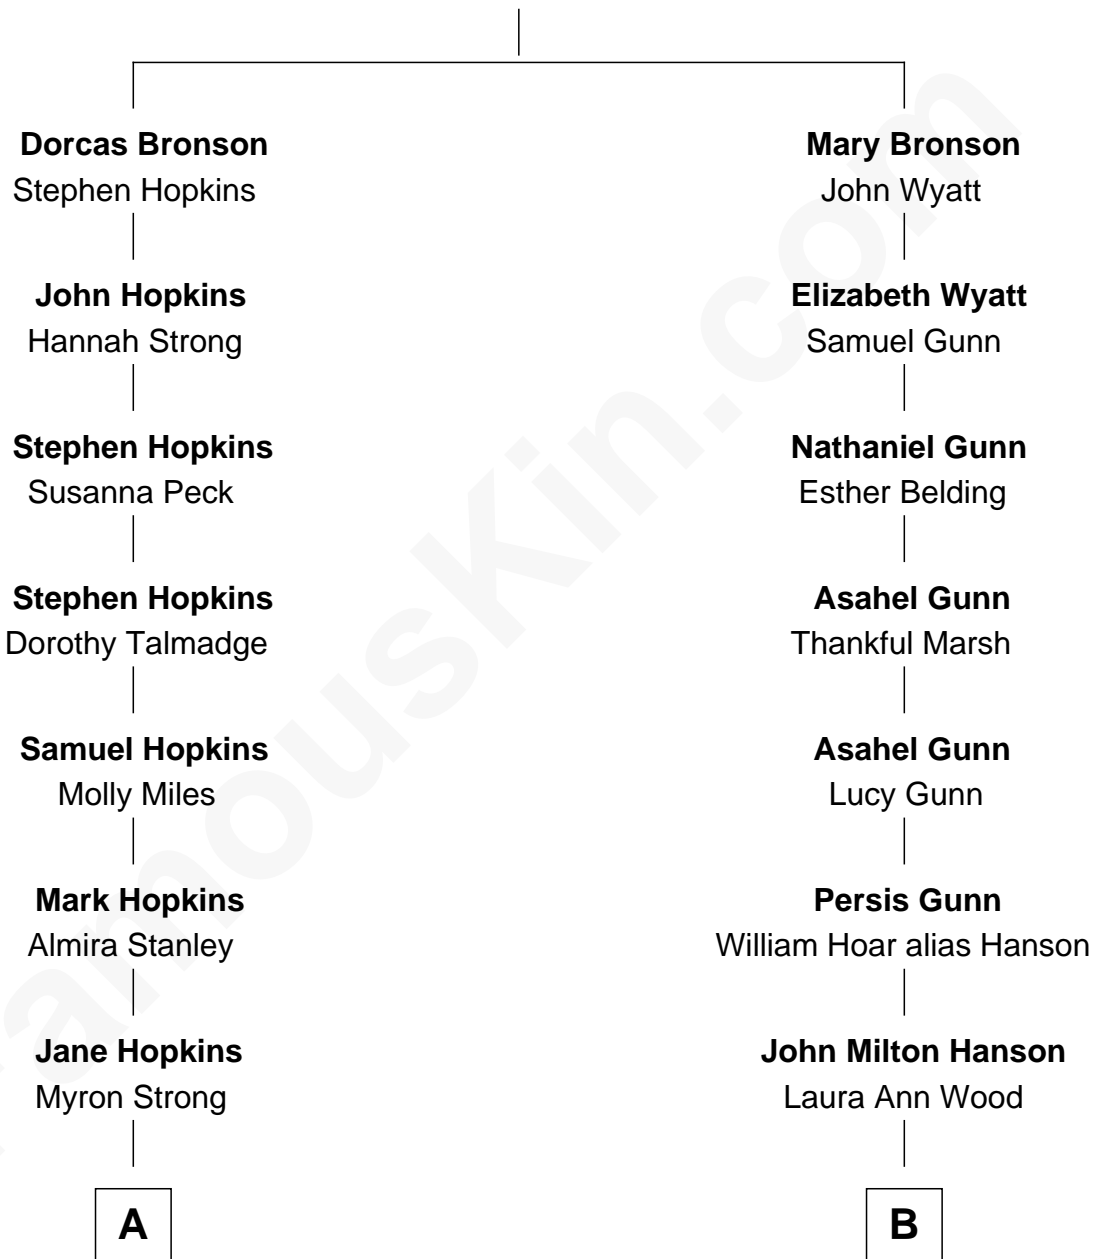 Dorcas Bronson
Stephen Hopkins
John Hopkins
Hannah Strong
Stephen Hopkins
Susanna Peck
Stephen Hopkins
Dorothy Talmadge
Samuel Hopkins
Molly Miles
Mark Hopkins
Almira Stanley
Jane Hopkins
Myron Strong
A
Mary Bronson
John Wyatt
Elizabeth Wyatt
Samuel Gunn
Nathaniel Gunn
Esther Belding
Asahel Gunn
Thankful Marsh
Asahel Gunn
Lucy Gunn
Persis Gunn
William Hoar alias Hanson
John Milton Hanson
Laura Ann Wood
B
FamousKin.com